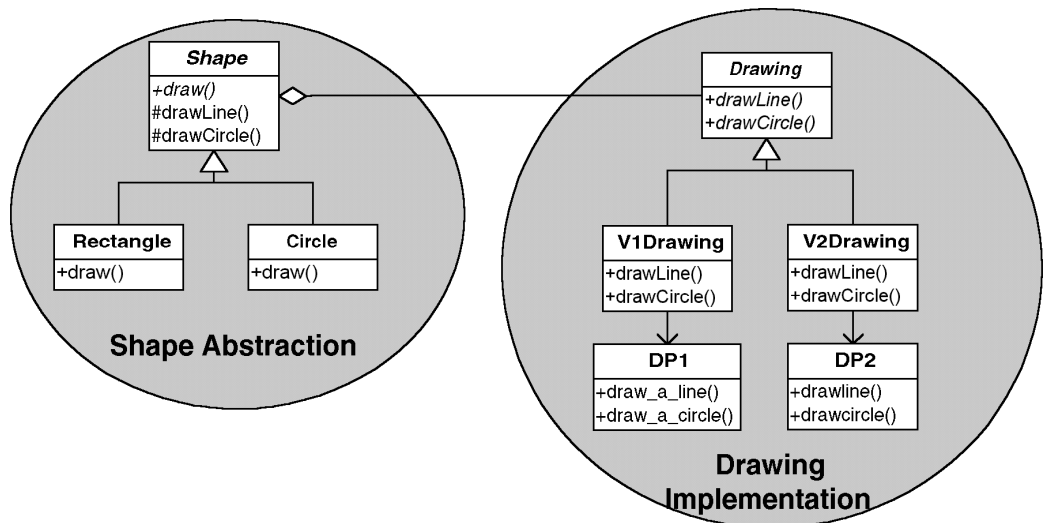 Shape
+draw()
#drawLine()
#drawCircle()
Rectangle
+draw()
Circle
+draw()
Shape Abstraction
Drawing
+drawLine()
+drawCircle()
V1Drawing
+drawLine()
+drawCircle()
V2Drawing
+drawLine()
+drawCircle()
DP1
+draw_a_line()
+draw_a_circle()
DP2
+drawline()
+drawcircle()
Drawing
Implementation